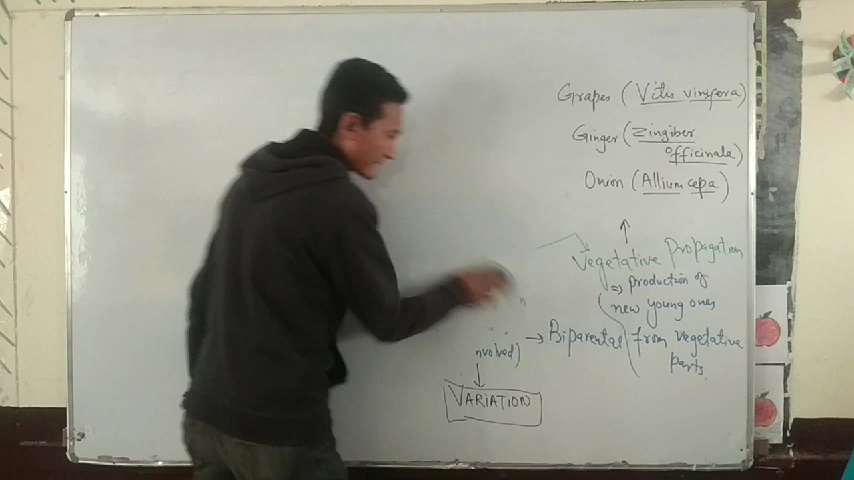 Grapes (Vitis vinifera)
Ginger (Zingiber
officinale)
Onion (Allium cepa)
Vegetative Propagation
⇒ production of
new young ones
from vegetative
parts.
nvolved) → Biparental
VARIATION